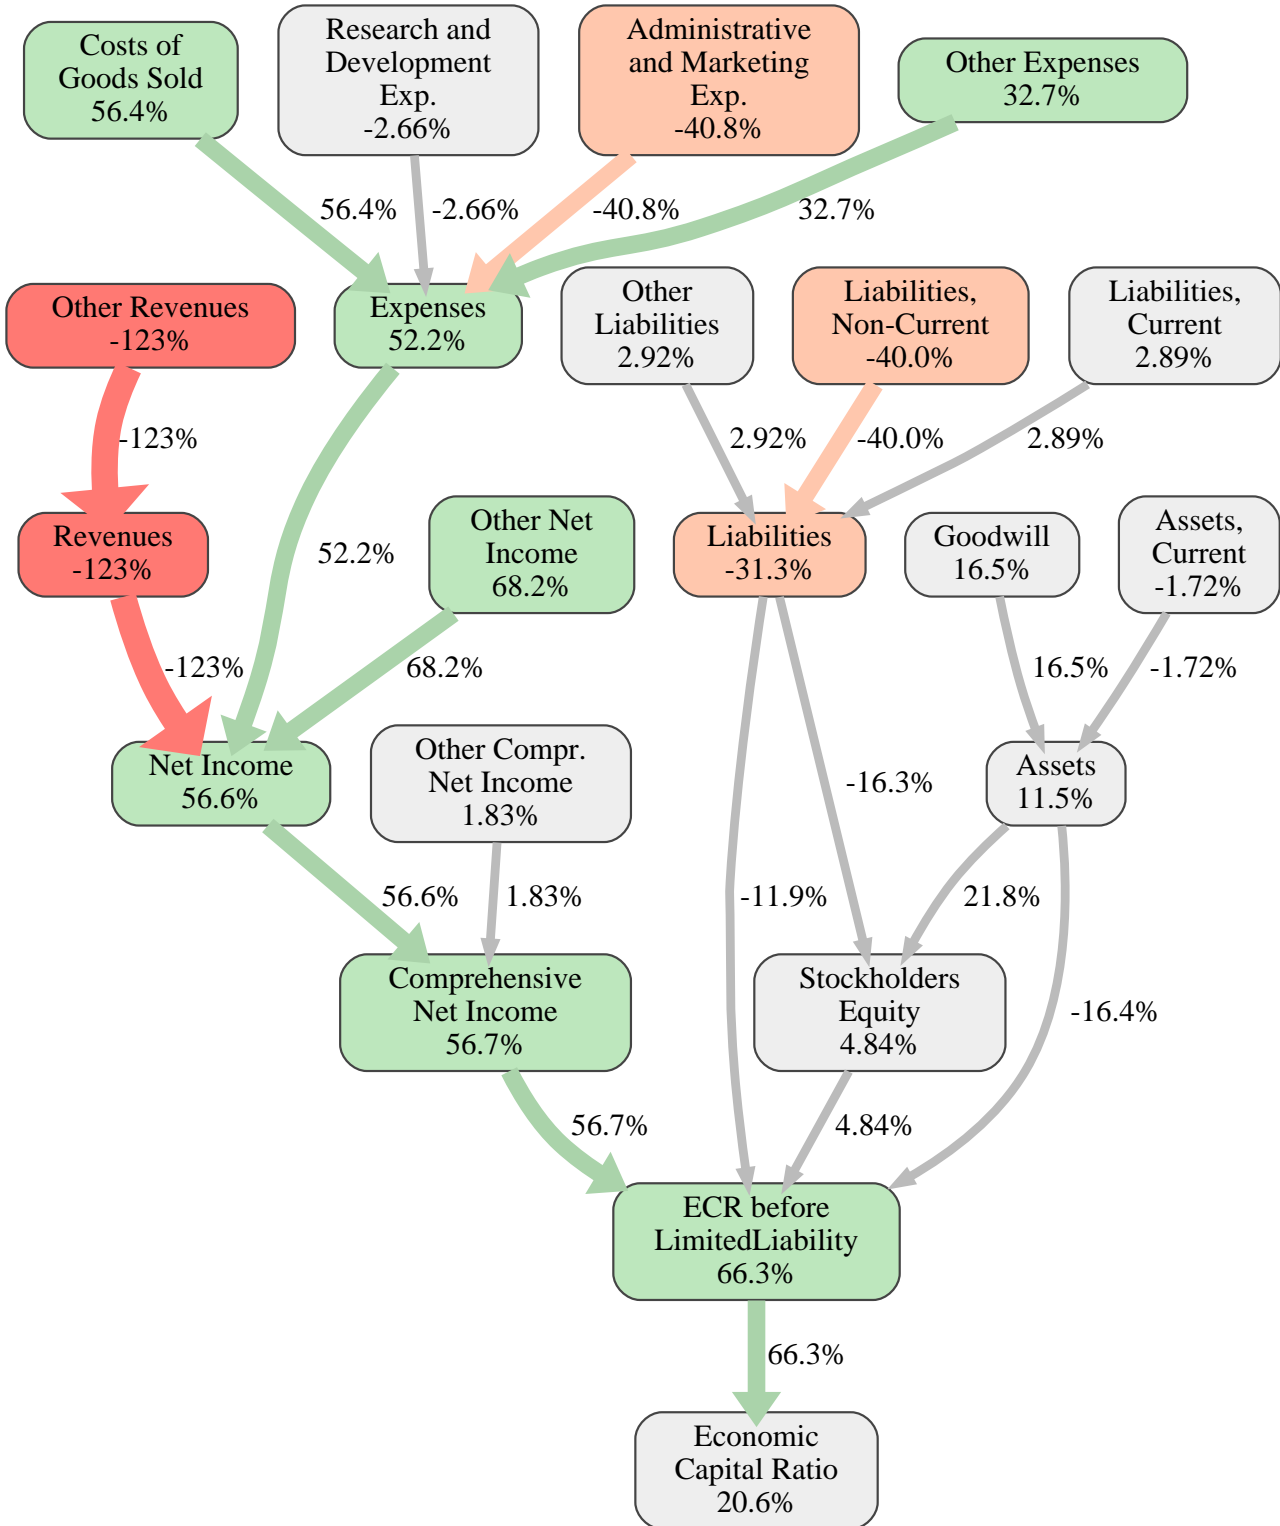 Costs of
Goods Sold
56.4%
Research and
Development
Exp.
-2.66%
Administrative
and Marketing
Exp.
-40.8%
Other Expenses
32.7%
56.4%
-2.66%
-40.8%
32.7%
Other Revenues
-123%
Expenses
52.2%
Other
Liabilities
2.92%
Liabilities,
Non-Current
-40.0%
Liabilities,
Current
2.89%
-123%
2.92%
-40.0%
2.89%
Revenues
-123%
52.2%
Other Net
Income
68.2%
Liabilities
-31.3%
Goodwill
16.5%
Assets,
Current
-1.72%
-123%
68.2%
16.5%
-1.72%
Net Income
56.6%
Other Compr.
Net Income
1.83%
-16.3%
Assets
11.5%
56.6%
1.83%
-11.9%
21.8%
Comprehensive
Net Income
56.7%
Stockholders
Equity
4.84%
-16.4%
56.7%
4.84%
ECR before
LimitedLiability
66.3%
66.3%
Economic
Capital Ratio
20.6%